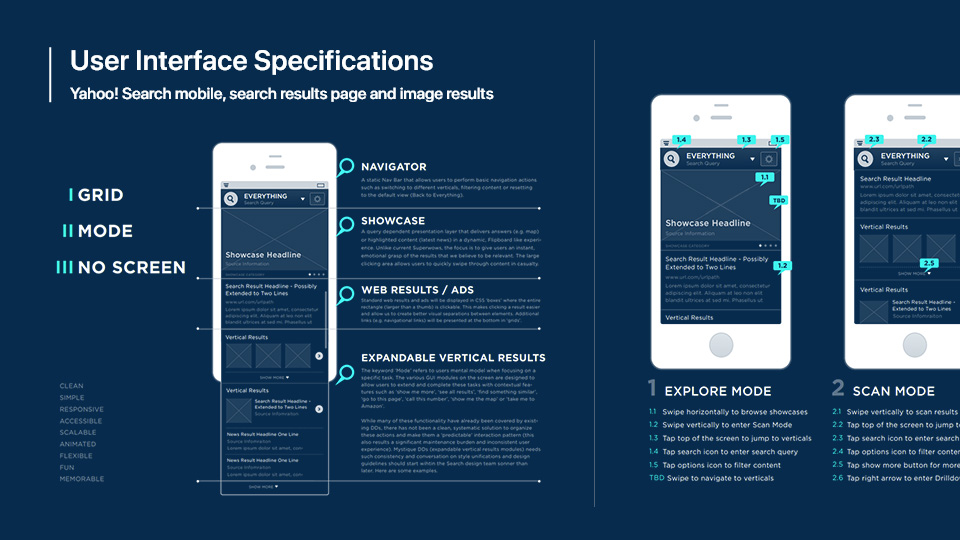 User Interface Specifications
Yahoo! Search mobile, search results page and image results
I GRID
II MODE
III NO SCREEN
CLEAN
SIMPLE
RESPONSIVE
ACCESSIBLE
SCALABLE
ANIMATED
FLEXIBLE
FUN
MEMORABLE
EVERYTHING
Search Query
Showcase Headline
Spotlce Information
SHOWCASE CATEGORY
Search Result Headline - Possibly
Extended to Two Lines
www.url.com/urlpath
Lorem ipsum dolor sit amet, consectetur
adipiscing elit. Aliquam at leo non elit
blandit ultrices at sed mi. Phasellus ut
Vertical Results
SHOW MORE
Vertical Results
Search Result Headline -
Extended to Two Lines
Source Infomraition
News Result Headline One Line
Source Infomraition
Lorem ipsum dolor sit amet, con
News Result Headline One Line
Source Infomraition
Lorem ipsum dolor sit amet, con
SHOW MORE
NAVIGATOR
A static Nav Bar that allows users to perform basic navigation actions
such as switching to different verticals, filtering content or resetting
to the default view (Back to Everything).
SHOWCASE
A query dependent presentation layer that delivers answers (e.g. map)
or highlighted content (latest news) in a dynamic, Flipboard like experi-
ence. Unlike current Superwows, the focus is to give users an instant,
emotional grasp of the results that we believe to be relevant. The large
clicking area allows users to quickly swipe through content in casualty.
WEB RESULTS / ADS
Standard web results and ads will be displayed in CSS 'boxes' where the entire
rectangle (larger than a thumb) is clickable. This makes clicking a result easer
and allow us to create better visual separations between elements. Additional
links (e.g. navigational links) will be presented at the bottom in 'grids'.
EXPANDABLE VERTICAL RESULTS
The keyword 'Mode' refers to users mental model when focusing on a
specific task. The various GUI modules on the screen are designed to
allow users to extend and complete these tasks with contextual fea-
tures such as 'show me more', 'see all results', 'find something similar',
'go to this page', 'call this number', 'show me the map' or 'take me to
Amazon'.
While many of these functionality have already been covered by exist-
ing DDs, there has not been a clean, systematic solution to organize
these actions and make them a 'predictable' interaction pattern (this
also results a significant maintenance burden and inconsistent user
experience). Mystique DDs (expandable vertical results modules) needs
such consistency and conversation on style unifications and design
guidelines should start within the Search design team sonner than
later. Here are some examples.
1.4
1.3
1.5
EVERYTHING
Search Query
1.1
TBD
Showcase Headline
Spotlce Information
SHOWCASE CATEGORY
1.2
Search Result Headline - Possibly
Extended to Two Lines
www.url.com/urlpath
Lorem ipsum dolor sit amet, consectetur
adipiscing elit. Aliquam at leo non elit
blandit ultrices at sed mi. Phasellus ut
Vertical Results
1 EXPLORE MODE
1.1 Swipe horizontally to browse showcases
1.2 Swipe vertically to enter Scan Mode
1.3 Tap top of the screen to jump to verticals
1.4 Tap search icon to enter search query
1.5 Tap options icon to filter content
TBD Swipe to navigate to verticals
2.3
2.2
EVERYTHING
Search Query
Search Result Headline
www.url.com/urlpath
Lorem ipsum dolor sit amet, conse
adipiscing elit. Aliquam at leo non
blandit ultrices at sed mi. Phasellu
Vertical Results
2.5
SHOW MORE
Vertical Results
Search Result Headline -
Extended to Two Lines
Source Infomraition
2 SCAN MODE
2.1 Swipe vertically to scan results
2.2 Tap top of the screen to jump to
2.3 Tap search icon to enter search
2.4 Tap options icon to filter conten
2.5 Tap show more button for more
2.6 Tap right arrow to enter Drilldo